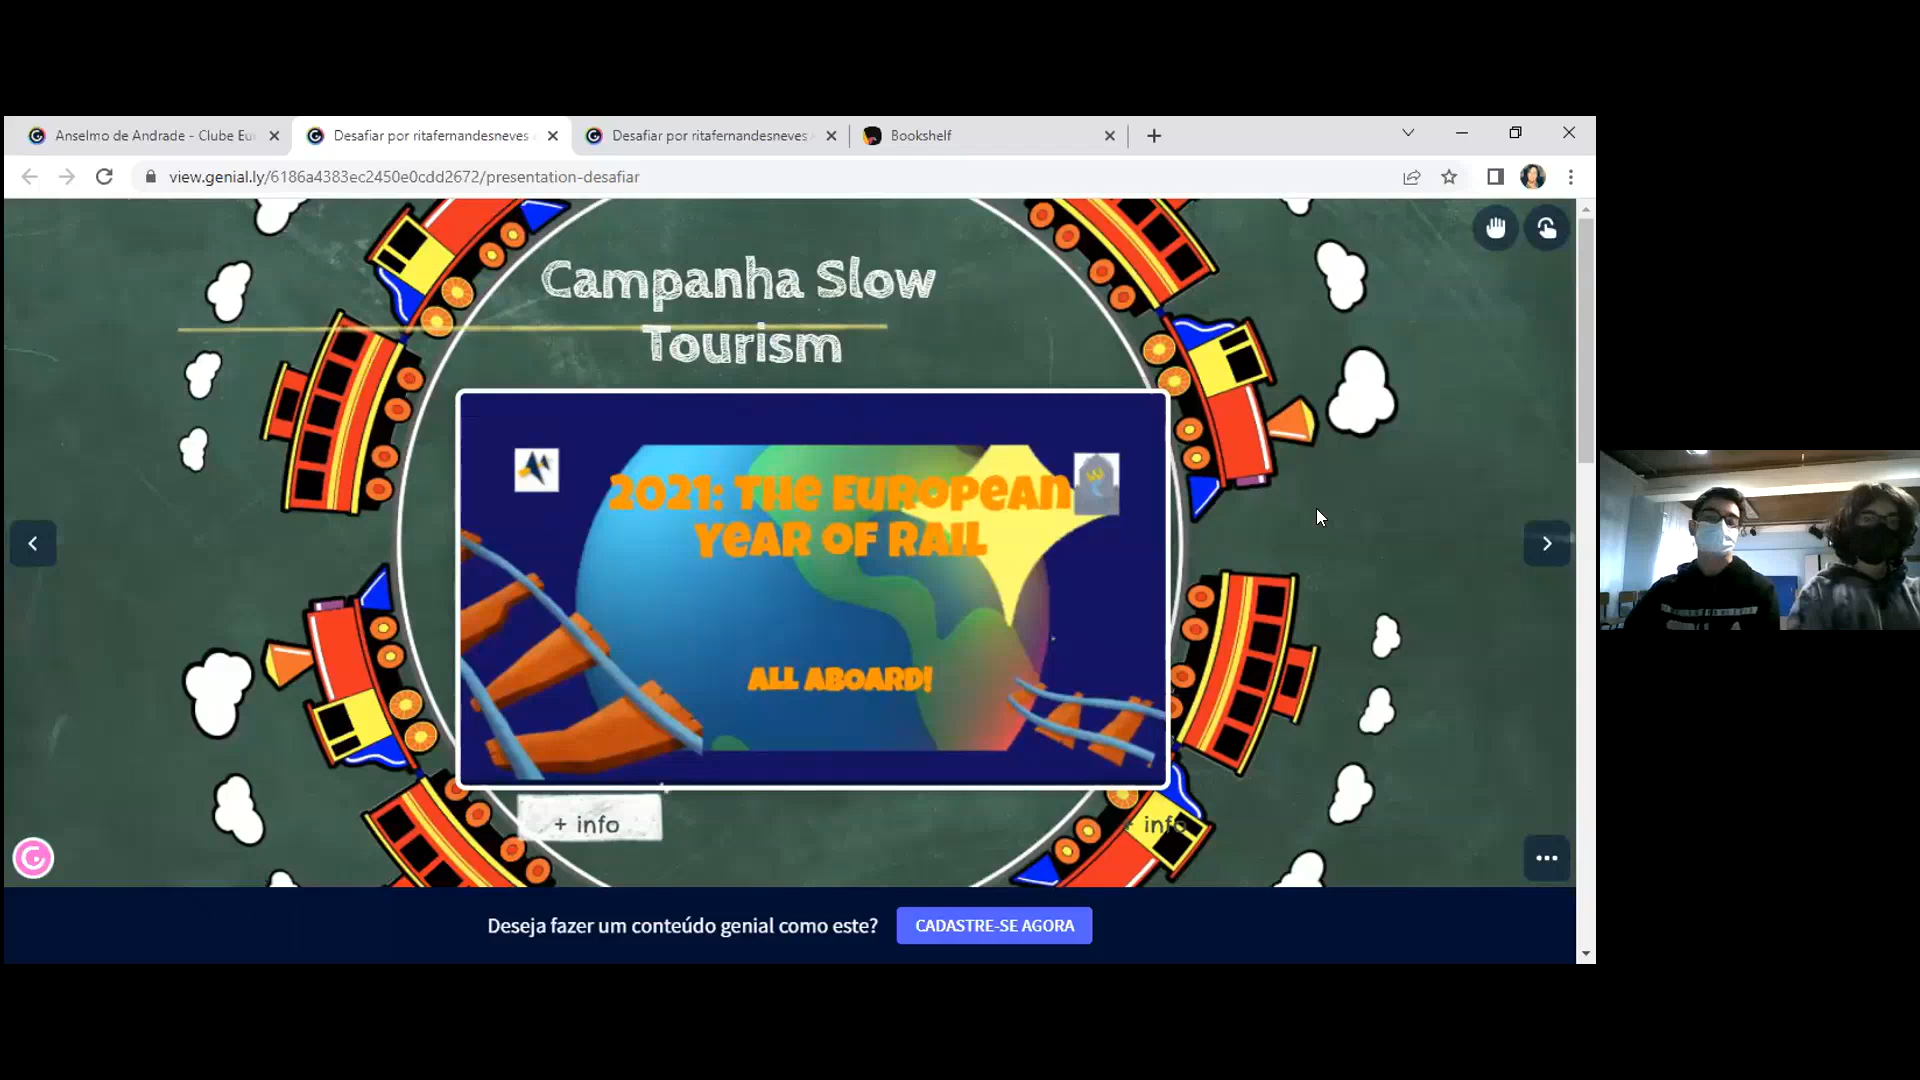 Anselmo de Andrade - Clube Eu
Desafiar por ritafernandesneves
Desafiar por ritafernandesneves
Bookshelf
view.genial.ly/6186a4383ec2450e0cdd2672/presentation-desafiar
Campanha Slow
Tourism
2021: The European
Year of Rail
All aboard!
+ info
+ info
Deseja fazer um conteúdo genial como este?
CADASTRE-SE AGORA